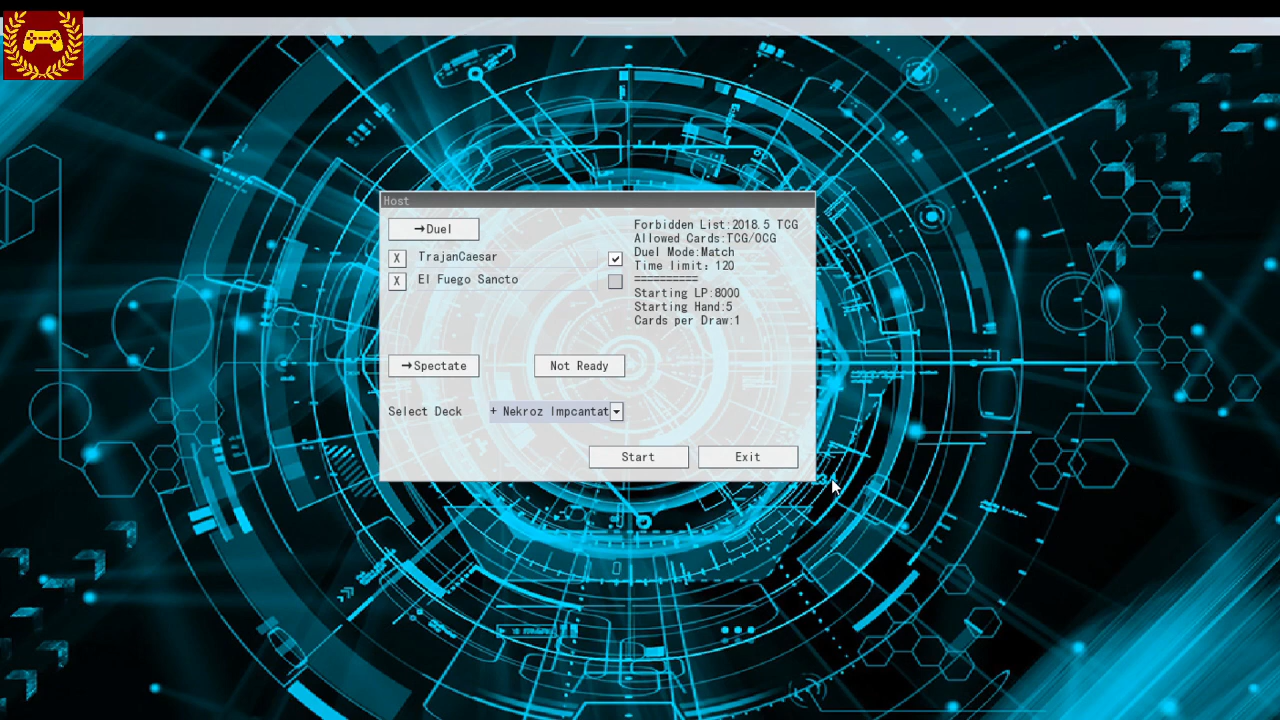 Host
→Duel
X TrajanCaesar
X El Fuego Sancto
Forbidden List:2018.5 TCG
Allowed Cards:TCG/OCG
Duel Mode:Match
Time limit: 120
==========
Starting LP:8000
Starting Hand:5
Cards per Draw:1
→Spectate
Not Ready
Select Deck
+ Nekroz Impcantat
Start
Exit